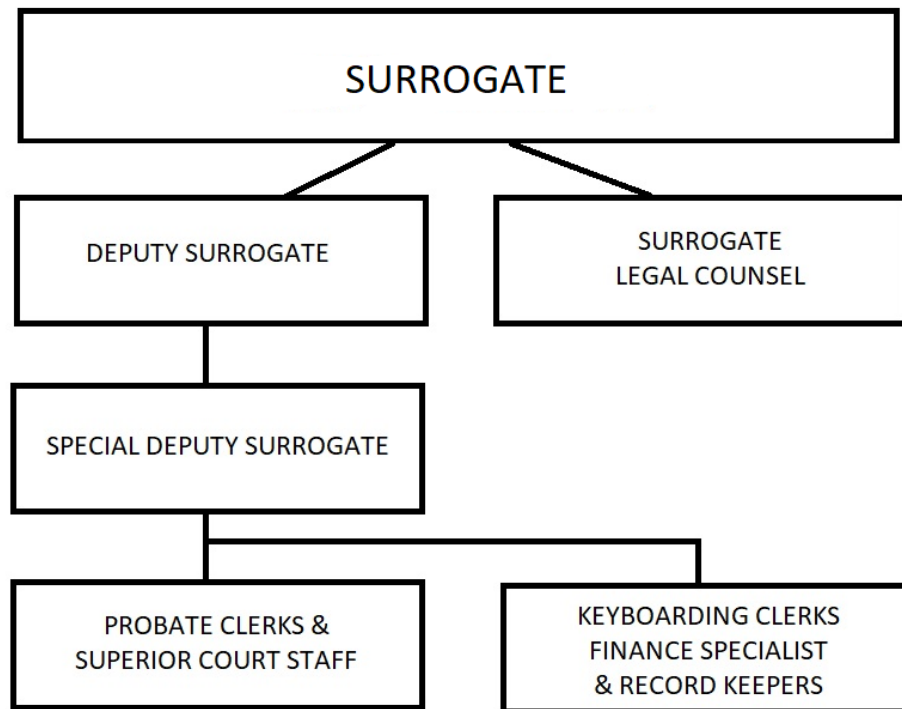 SURROGATE
DEPUTY SURROGATE
SURROGATE
LEGAL COUNSEL
SPECIAL DEPUTY SURROGATE
PROBATE CLERKS &
SUPERIOR COURT STAFF
KEYBOARDING CLERKS
FINANCE SPECIALIST
& RECORD KEEPERS